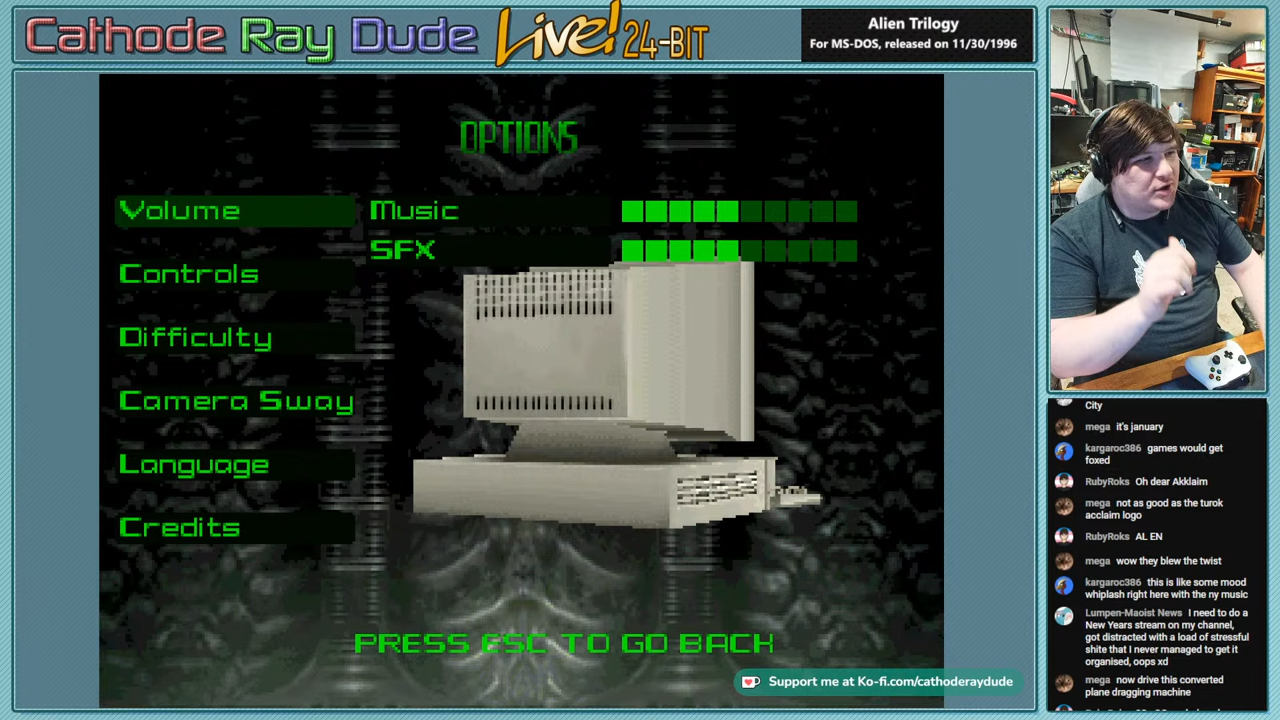 Cathode Ray Dude Live! 24-BIT
Alien Trilogy
For MS-DOS, released on 11/30/1996
OPTIONS
Volume
Music
SFX
Controls
Difficulty
Camera Sway
Language
Credits
PRESS ESC TO GO BACK
Support me at Ko-fi.com/cathoderaydude
City
mega it's january
kargaroc386 games would get
foxed
RubyRoks Oh dear Akklaim
mega not as good as the turok
acclaim logo
RubyRoks AL EN
mega wow they blew the twist
kargaroc386 this is like some mood
whiplash right here with the ny music
Lumpen-Maoist News I need to do a
New Years stream on my channel,
got distracted with a load of stressful
shite that I never managed to get it
organised, oops xd
mega now drive this converted
plane dragging machine